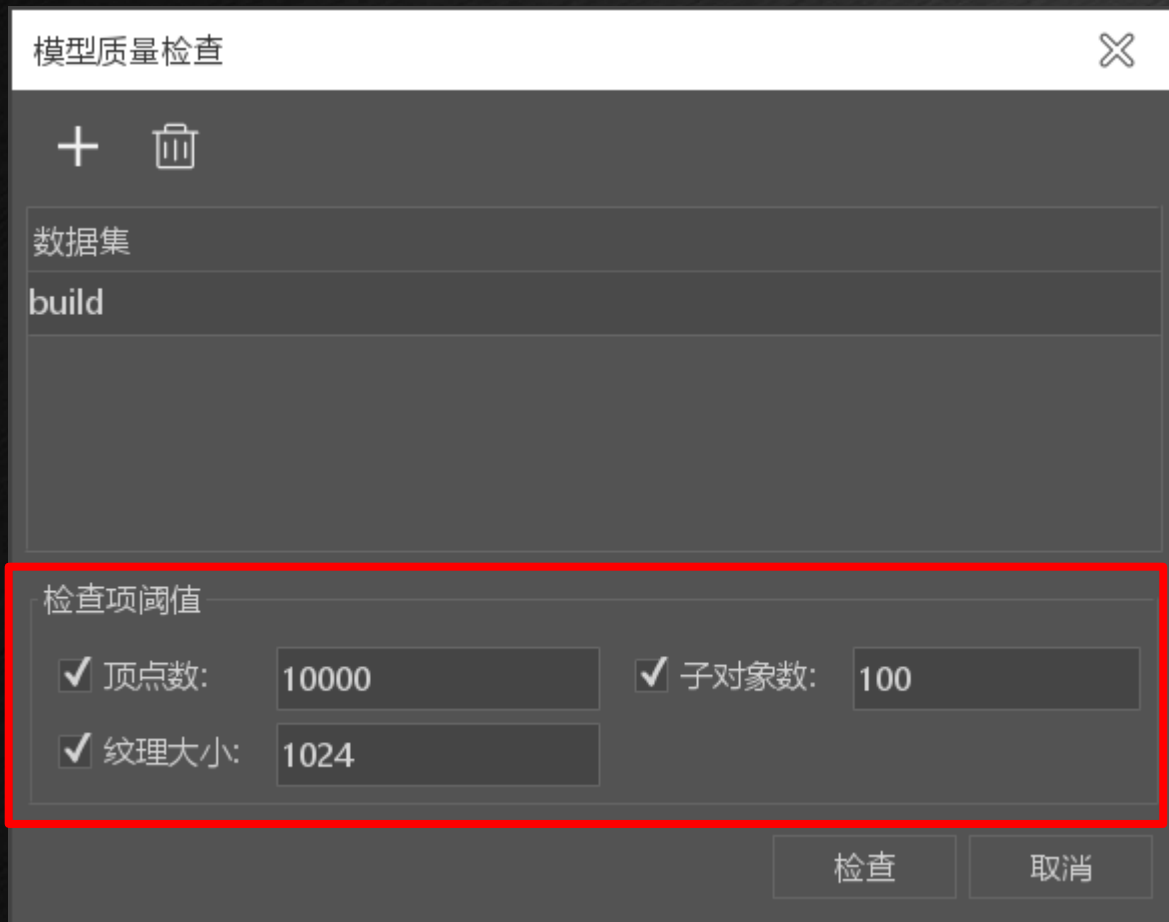 模型质量检查
数据集
build
检查项阈值
顶点数: 10000 子对象数: 100
纹理大小: 1024
检查 取消